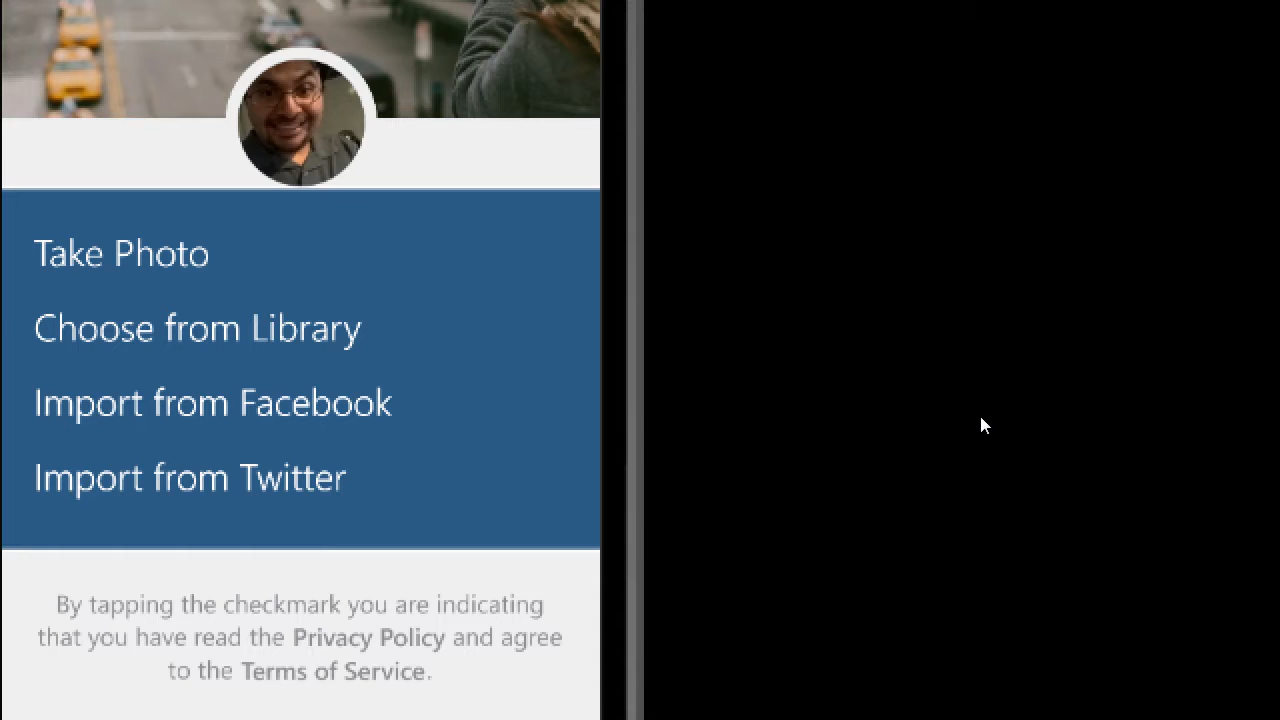 Take Photo
Choose from Library
Import from Facebook
Import from Twitter
By tapping the checkmark you are indicating
that you have read the Privacy Policy and agree
to the Terms of Service.